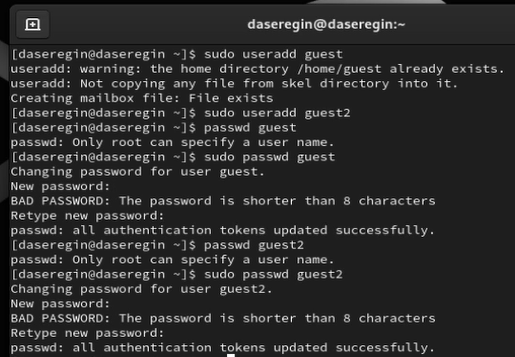 daseregin@daseregin:~
[daseregin@daseregin ~]$ sudo useradd guest
useradd: warning: the home directory /home/guest already exists.
useradd: Not copying any file from skel directory into it.
Creating mailbox file: File exists
[daseregin@daseregin ~]$ sudo useradd guest2
[daseregin@daseregin ~]$ passwd guest
passwd: Only root can specify a user name.
[daseregin@daseregin ~]$ sudo passwd guest
Changing password for user guest.
New password:
BAD PASSWORD: The password is shorter than 8 characters
Retype new password:
passwd: all authentication tokens updated successfully.
[daseregin@daseregin ~]$ passwd guest2
passwd: Only root can specify a user name.
[daseregin@daseregin ~]$ sudo passwd guest2
Changing password for user guest2.
New password:
BAD PASSWORD: The password is shorter than 8 characters
Retype new password:
passwd: all authentication tokens updated successfully.